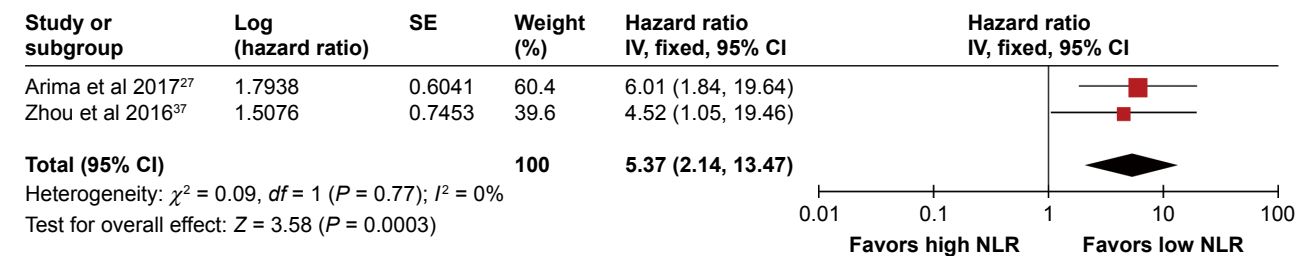 Study or subgroup Log (hazard ratio) SE Weight (%) Hazard ratio IV, fixed, 95% CI Hazard ratio IV, fixed, 95% CI
Arima et al 2017²⁷ 1.7938 0.6041 60.4 6.01 (1.84, 19.64)
Zhou et al 2016³⁷ 1.5076 0.7453 39.6 4.52 (1.05, 19.46)
Total (95% CI) 100 5.37 (2.14, 13.47)
Heterogeneity: χ² = 0.09, df = 1 (P = 0.77); I² = 0%
Test for overall effect: Z = 3.58 (P = 0.0003)
0.01 0.1 1 10 100
Favors high NLR Favors low NLR